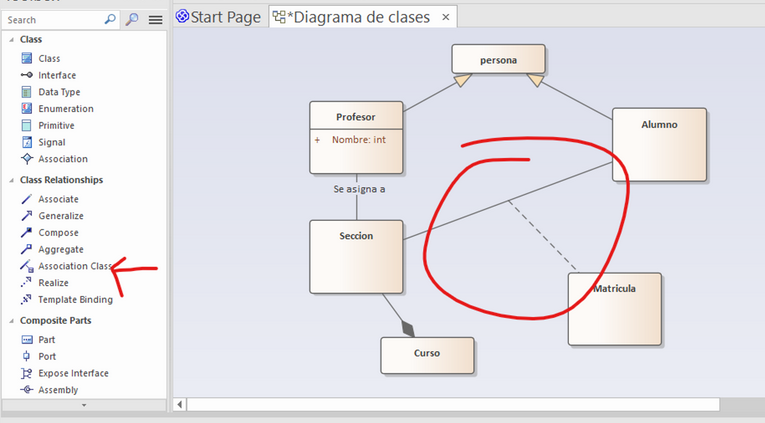 Search
Start Page
*Diagrama de clases
Class
Class
Interface
Data Type
Enumeration
Primitive
Signal
Association
Class Relationships
Associate
Generalize
Compose
Aggregate
Association Class
Realize
Template Binding
Composite Parts
Part
Port
Expose Interface
Assembly
persona
Profesor
+ Nombre: int
Alumno
Se asigna a
Seccion
Matricula
Curso